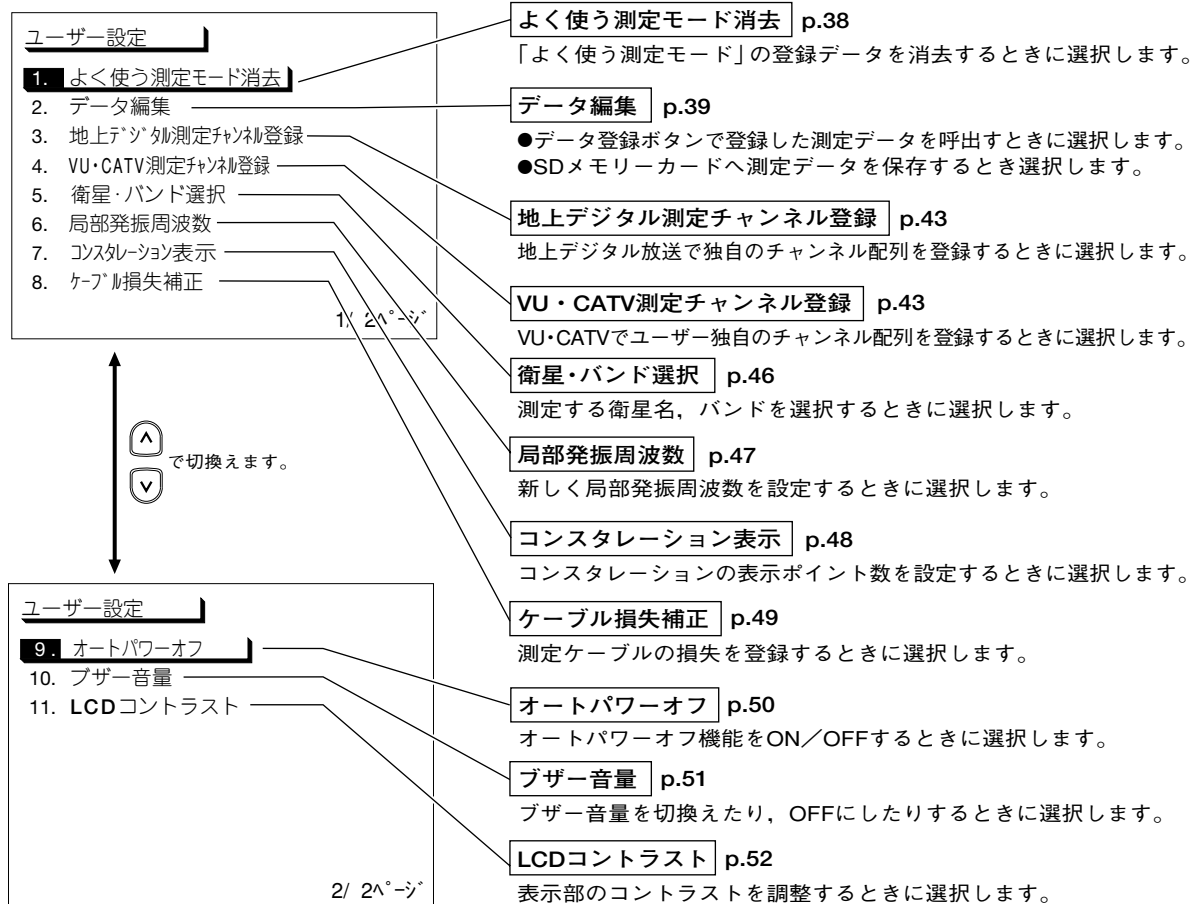 ユーザー設定
1. よく使う測定モード消去
2. データ編集
3. 地上ﾃﾞｼﾞﾀﾙ測定ﾁｬﾝﾈﾙ登録
4. VU・CATV測定ﾁｬﾝﾈﾙ登録
5. 衛星・バンド選択
6. 局部発振周波数
7. ｺﾝｽﾀﾚｰｼｮﾝ表示
8. ｹｰﾌﾞﾙ損失補正
1/ 2ﾍﾟｰｼﾞ
で切換えます。
ユーザー設定
9. オートパワーオフ
10. ブザー音量
11. LCDコントラスト
2/ 2ﾍﾟｰｼﾞ
よく使う測定モード消去 p.38
「よく使う測定モード」の登録データを消去するときに選択します。
データ編集 p.39
●データ登録ボタンで登録した測定データを呼出すときに選択します。
●SDメモリーカードへ測定データを保存するとき選択します。
地上デジタル測定チャンネル登録 p.43
地上デジタル放送で独自のチャンネル配列を登録するときに選択します。
VU・CATV測定チャンネル登録 p.43
VU・CATVでユーザー独自のチャンネル配列を登録するときに選択します。
衛星・バンド選択 p.46
測定する衛星名，バンドを選択するときに選択します。
局部発振周波数 p.47
新しく局部発振周波数を設定するときに選択します。
コンスタレーション表示 p.48
コンスタレーションの表示ポイント数を設定するときに選択します。
ケーブル損失補正 p.49
測定ケーブルの損失を登録するときに選択します。
オートパワーオフ p.50
オートパワーオフ機能をON／OFFするときに選択します。
ブザー音量 p.51
ブザー音量を切換えたり，OFFにしたりするときに選択します。
LCDコントラスト p.52
表示部のコントラストを調整するときに選択します。